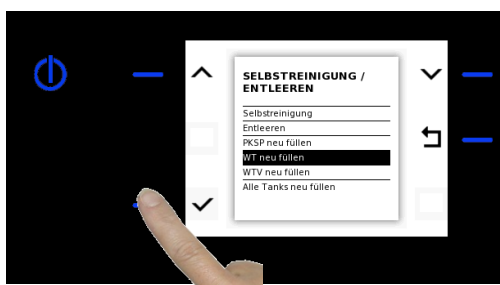 SELBSTREINIGUNG /
ENTLEEREN
Selbstreinigung
Entleeren
PKSP neu füllen
WT neu füllen
WTV neu füllen
Alle Tanks neu füllen